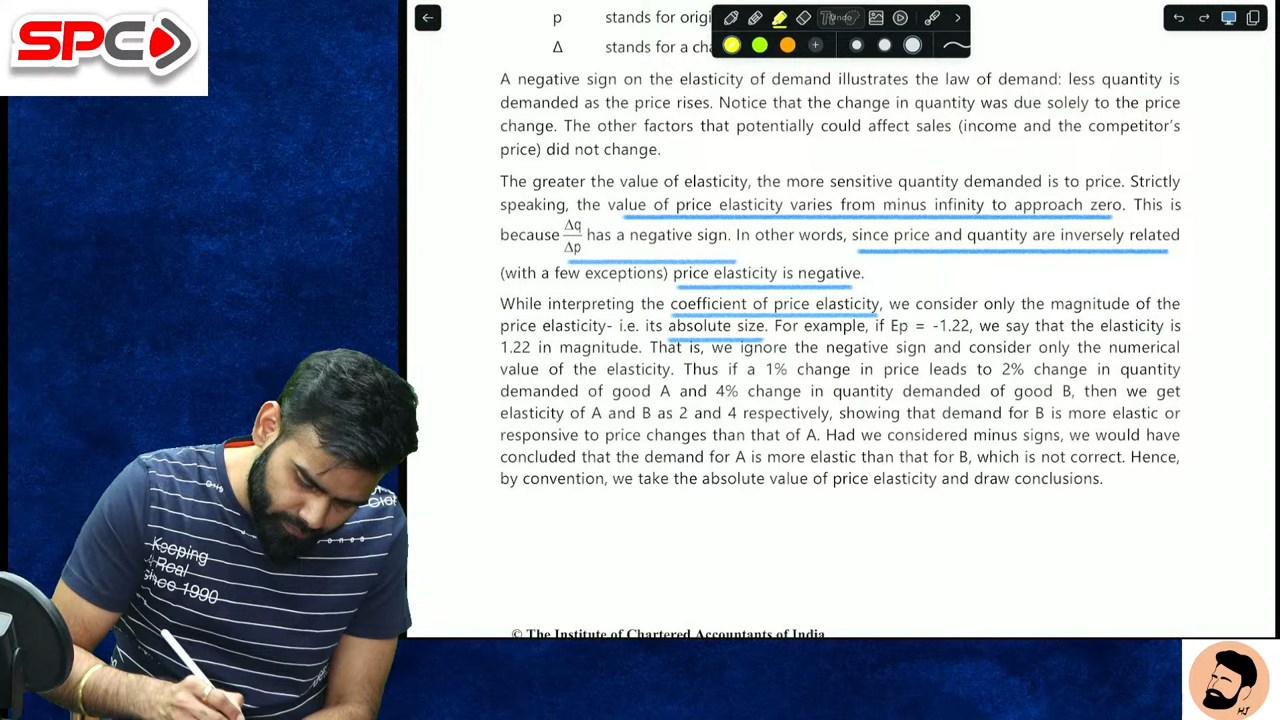 SPC
p stands for origi
Undo
Δ stands for a cha
A negative sign on the elasticity of demand illustrates the law of demand: less quantity is
demanded as the price rises. Notice that the change in quantity was due solely to the price
change. The other factors that potentially could affect sales (income and the competitor's
price) did not change.
The greater the value of elasticity, the more sensitive quantity demanded is to price. Strictly
speaking, the value of price elasticity varies from minus infinity to approach zero. This is
because Δq/Δp has a negative sign. In other words, since price and quantity are inversely related
(with a few exceptions) price elasticity is negative.
While interpreting the coefficient of price elasticity, we consider only the magnitude of the
price elasticity- i.e. its absolute size. For example, if Ep = -1.22, we say that the elasticity is
1.22 in magnitude. That is, we ignore the negative sign and consider only the numerical
value of the elasticity. Thus if a 1% change in price leads to 2% change in quantity
demanded of good A and 4% change in quantity demanded of good B, then we get
elasticity of A and B as 2 and 4 respectively, showing that demand for B is more elastic or
responsive to price changes than that of A. Had we considered minus signs, we would have
concluded that the demand for A is more elastic than that for B, which is not correct. Hence,
by convention, we take the absolute value of price elasticity and draw conclusions.
© The Institute of Chartered Accountants of India
Keeping
Real
since 1990
HJ